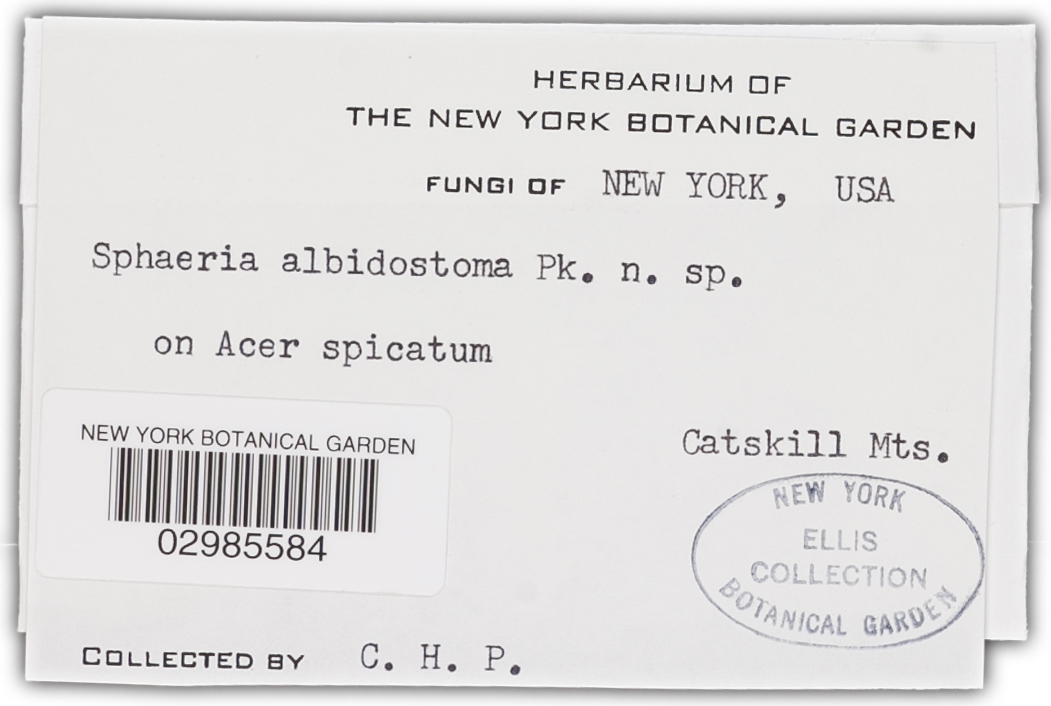 HERBARIUM OF
THE NEW YORK BOTANICAL GARDEN
FUNGI OF NEW YORK, USA
Sphaeria albidostoma Pk. n. sp.
on Acer spicatum
NEW YORK BOTANICAL GARDEN
02985584
Catskill Mts.
NEW YORK
ELLIS
COLLECTION
BOTANICAL GARDEN
COLLECTED BY C. H. P.